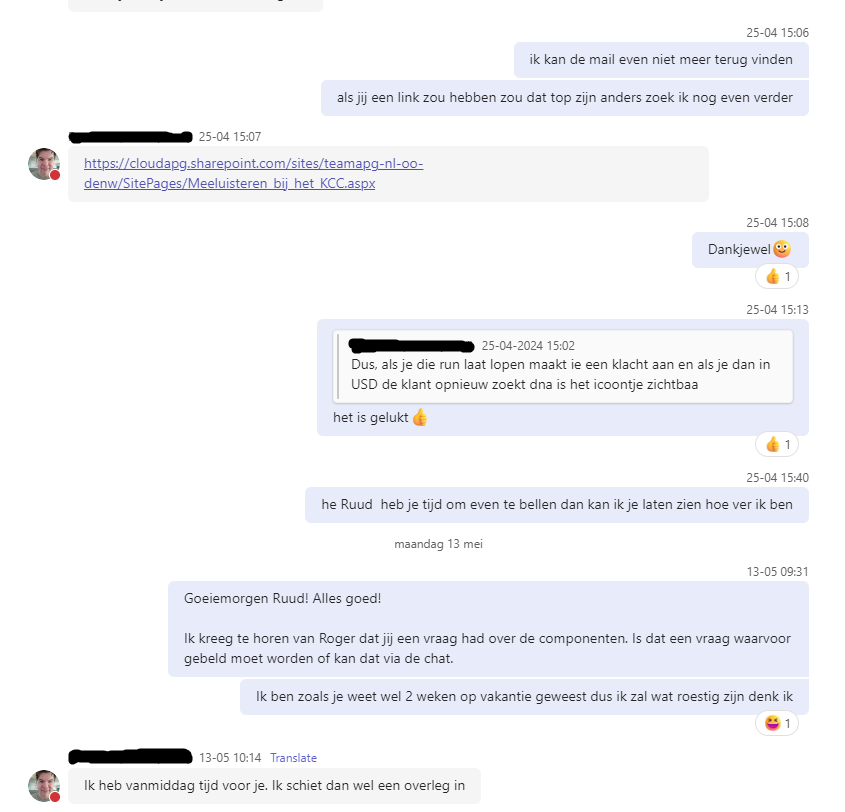 25-04 15:06
ik kan de mail even niet meer terug vinden
als jij een link zou hebben zou dat top zijn anders zoek ik nog even verder
25-04 15:07
https://cloudapg.sharepoint.com/sites/teamapg-nl-oo-
denw/SitePages/Meeluisteren_bij_het_KCC.aspx
25-04 15:08
Dankjewel
1
25-04 15:13
25-04-2024 15:02
Dus, als je die run laat lopen maakt ie een klacht aan en als je dan in
USD de klant opnieuw zoekt dna is het icoontje zichtbaa
het is gelukt
1
25-04 15:40
he Ruud  heb je tijd om even te bellen dan kan ik je laten zien hoe ver ik ben
maandag 13 mei
13-05 09:31
Goeiemorgen Ruud! Alles goed!
Ik kreeg te horen van Roger dat jij een vraag had over de componenten. Is dat een vraag waarvoor
gebeld moet worden of kan dat via de chat.
Ik ben zoals je weet wel 2 weken op vakantie geweest dus ik zal wat roestig zijn denk ik
1
13-05 10:14 Translate
Ik heb vanmiddag tijd voor je. Ik schiet dan wel een overleg in